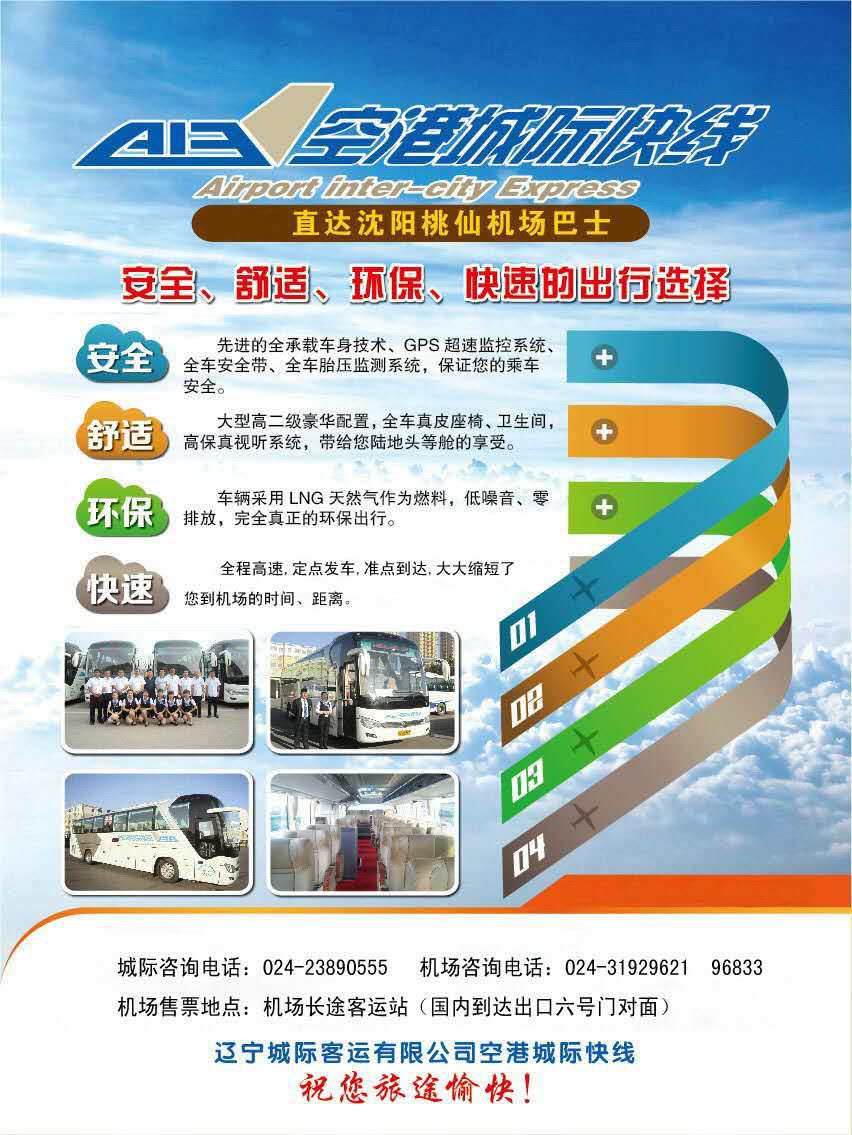 AIE 空港城际快线
Airport inter-city Express
直达沈阳桃仙机场巴士
安全、舒适、环保、快速的出行选择
安全
先进的全承载车身技术、GPS 超速监控系统、
全车安全带、全车胎压监测系统，保证您的乘车
安全。
舒适
大型高二级豪华配置，全车真皮座椅、卫生间，
高保真视听系统，带给您陆地头等舱的享受。
环保
车辆采用 LNG 天然气作为燃料，低噪音、零
排放，完全真正的环保出行。
快速
全程高速，定点发车，准点到达，大大缩短了
您到机场的时间、距离。
01
02
03
04
城际咨询电话：024-23890555 机场咨询电话：024-31929621 96833
机场售票地点：机场长途客运站（国内到达出口六号门对面）
辽宁城际客运有限公司空港城际快线
祝您旅途愉快！